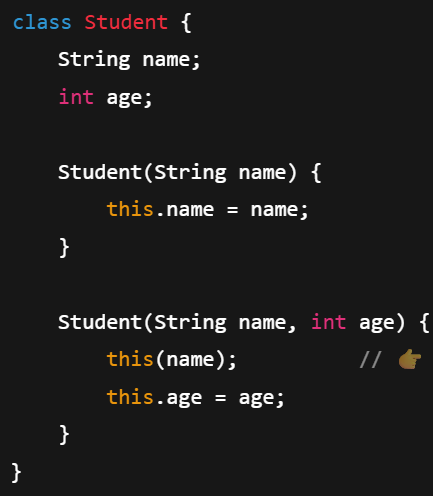 class Student {
    String name;
    int age;

    Student(String name) {
        this.name = name;
    }

    Student(String name, int age) {
        this(name);          // 👉
        this.age = age;
    }
}